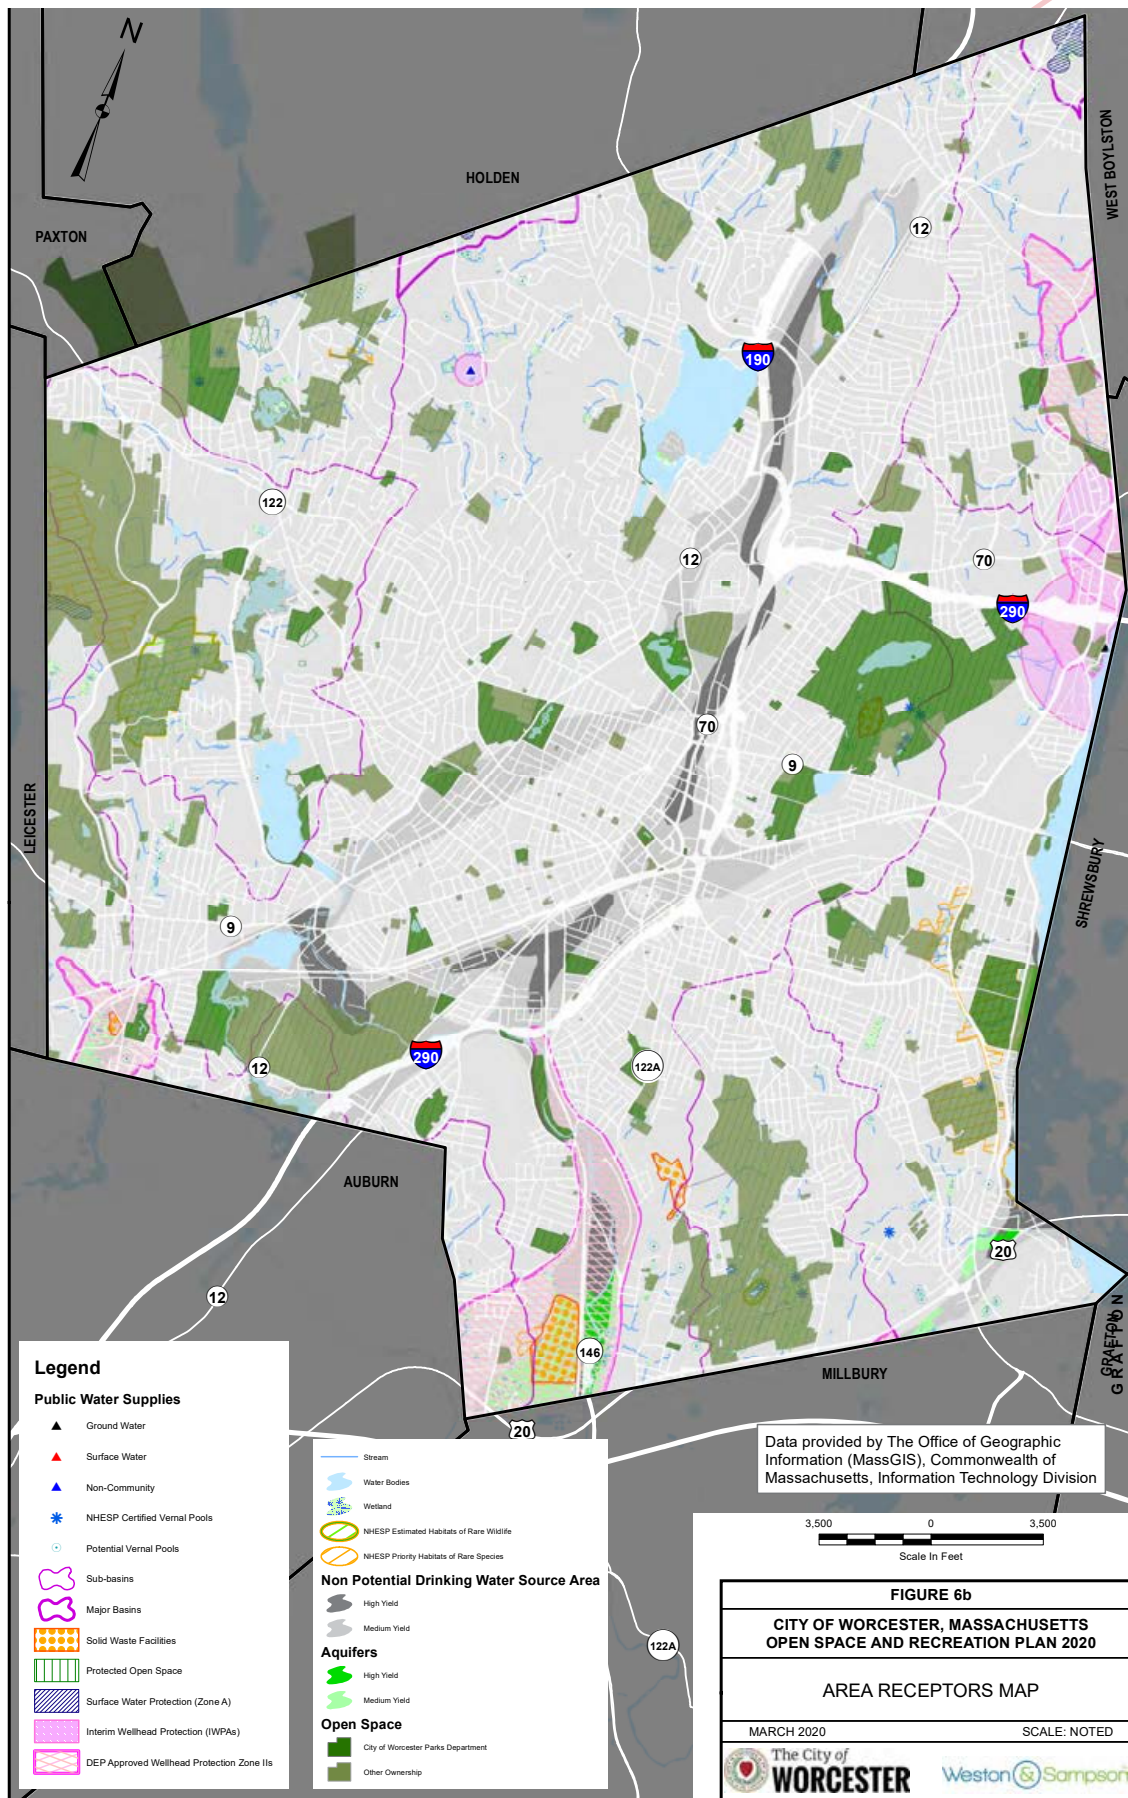 N
HOLDEN
PAXTON
WEST BOYLSTON
12
190
122
12
70
290
70
9
LEICESTER
SHREWSBURY
9
290
12
122A
AUBURN
20
12
146
MILLBURY
GRAFTON
GRAFTON
20
122A
Legend
Public Water Supplies
Ground Water
Surface Water
Non-Community
NHESP Certified Vernal Pools
Potential Vernal Pools
Sub-basins
Major Basins
Solid Waste Facilities
Protected Open Space
Surface Water Protection (Zone A)
Interim Wellhead Protection (IWPAs)
DEP Approved Wellhead Protection Zone IIs
Stream
Water Bodies
Wetland
NHESP Estimated Habitats of Rare Wildlife
NHESP Priority Habitats of Rare Species
Non Potential Drinking Water Source Area
High Yield
Medium Yield
Aquifers
High Yield
Medium Yield
Open Space
City of Worcester Parks Department
Other Ownership
Data provided by The Office of Geographic
Information (MassGIS), Commonwealth of
Massachusetts, Information Technology Division
3,500 0 3,500
Scale In Feet
FIGURE 6b
CITY OF WORCESTER, MASSACHUSETTS
OPEN SPACE AND RECREATION PLAN 2020
AREA RECEPTORS MAP
MARCH 2020 SCALE: NOTED
The City of
WORCESTER
Weston & Sampson